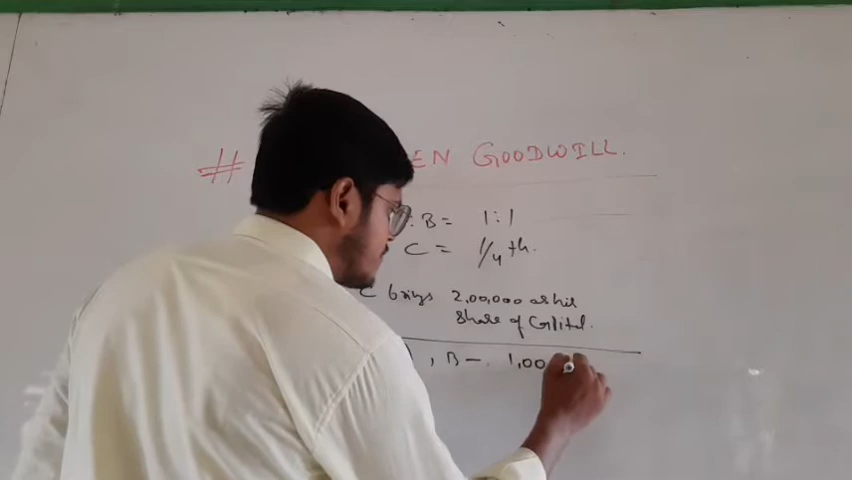 # EN GOODWILL.
: B = 1:1
C = 1/4 th.
C brings 2,00,000 as his
share of Capital.
, B — 1,00